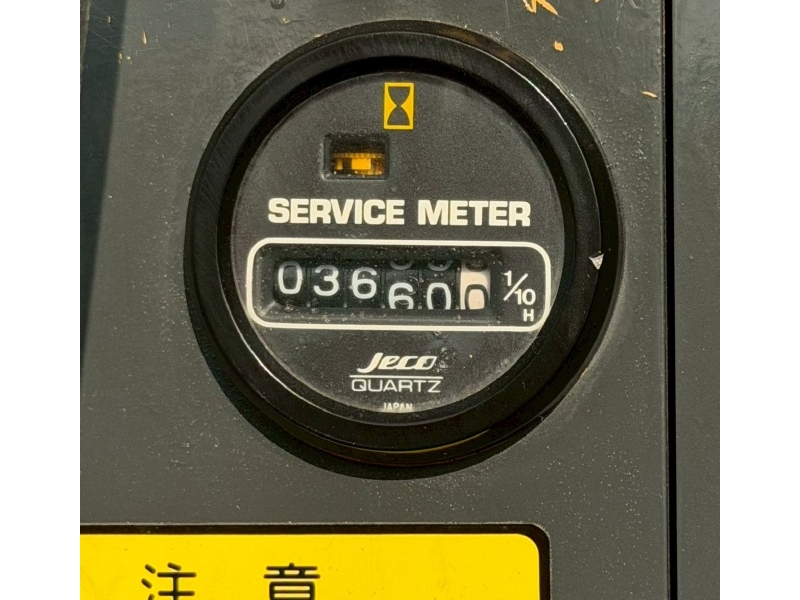 SERVICE METER
036600 1/10
H
Jeco
QUARTZ
JAPAN
注意